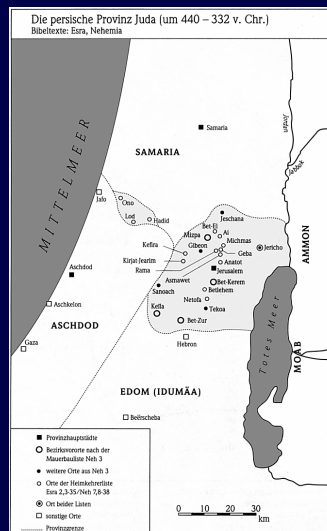 Die persische Provinz Juda (um 440 – 332 v. Chr.)
Bibeltexte: Esra, Nehemia
MITTELMEER
Jordan
Samaria
SAMARIA
Jabbok
Jafo
Ono
Lod
Hadid
Jeschana
Bet-El
Mizpa
Ai
Kefira
Gibeon
Michmas
Jericho
AMMON
Kirjat-Jearim
Geba
Rama
Anatot
Jerusalem
Asmawet
Aschdod
Sanoach
Bet-Kerem
Betlehem
Netofa
Aschkelon
Keïla
Tekoa
ASCHDOD
Bet-Zur
Gaza
Hebron
Totes Meer
MOAB
EDOM (IDUMÄA)
Beërscheba
Provinzhauptstädte
Bezirksvororte nach der
Mauerbauliste Neh 3
weitere Orte aus Neh 3
Orte der Heimkehrerliste
Esra 2,3-35/Neh 7,8-38
Ort beider Listen
sonstige Orte
Provinzgrenze
0 10 20 30
km